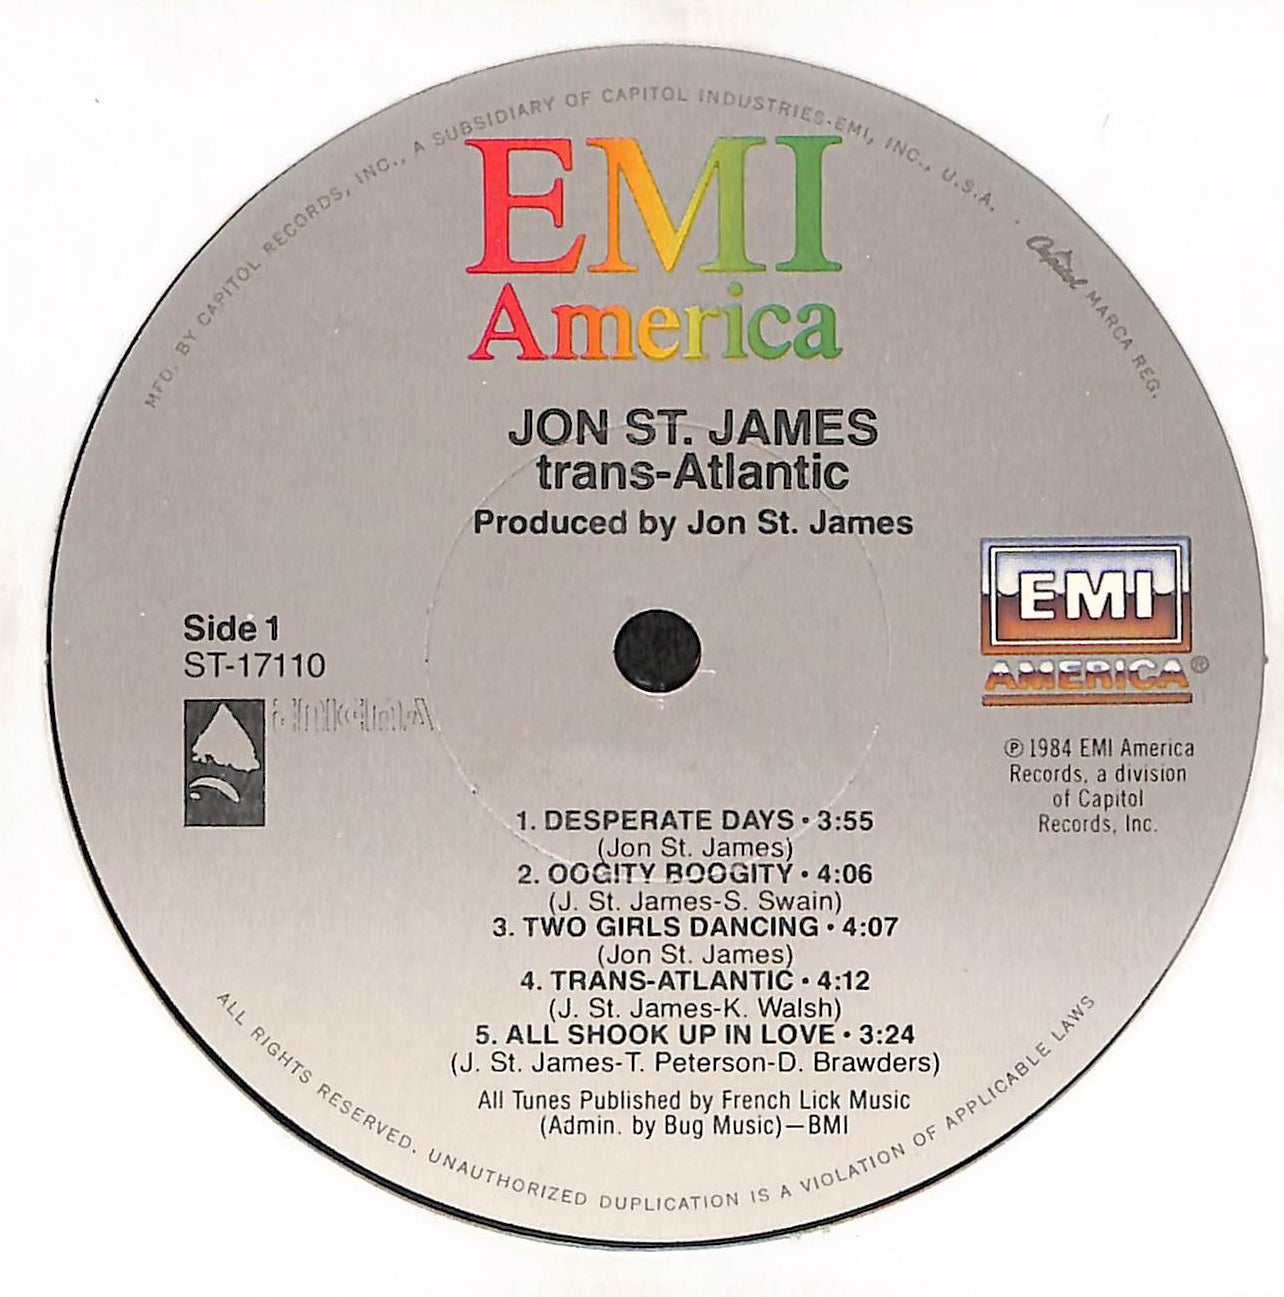 MFD. BY CAPITOL RECORDS, INC., A SUBSIDIARY OF CAPITOL INDUSTRIES-EMI, INC., U.S.A. · Capitol MARCA REG.
EMI
America
JON ST. JAMES
trans-Atlantic
Produced by Jon St. James
Side 1
ST-17110
EMI
AMERICA®
℗ 1984 EMI America
Records, a division
of Capitol
Records, Inc.
1. DESPERATE DAYS • 3:55
(Jon St. James)
2. OOGITY BOOGITY • 4:06
(J. St. James-S. Swain)
3. TWO GIRLS DANCING • 4:07
(Jon St. James)
4. TRANS-ATLANTIC • 4:12
(J. St. James-K. Walsh)
5. ALL SHOOK UP IN LOVE • 3:24
(J. St. James-T. Peterson-D. Brawders)
All Tunes Published by French Lick Music
(Admin. by Bug Music)—BMI
ALL RIGHTS RESERVED. UNAUTHORIZED DUPLICATION IS A VIOLATION OF APPLICABLE LAWS